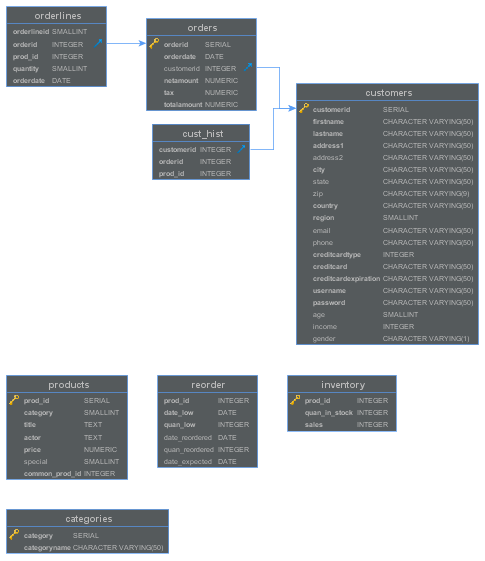 orderlines
orderlineid SMALLINT
orderid INTEGER
prod_id INTEGER
quantity SMALLINT
orderdate DATE
orders
orderid SERIAL
orderdate DATE
customerid INTEGER
netamount NUMERIC
tax NUMERIC
totalamount NUMERIC
cust_hist
customerid INTEGER
orderid INTEGER
prod_id INTEGER
customers
customerid SERIAL
firstname CHARACTER VARYING(50)
lastname CHARACTER VARYING(50)
address1 CHARACTER VARYING(50)
address2 CHARACTER VARYING(50)
city CHARACTER VARYING(50)
state CHARACTER VARYING(50)
zip CHARACTER VARYING(9)
country CHARACTER VARYING(50)
region SMALLINT
email CHARACTER VARYING(50)
phone CHARACTER VARYING(50)
creditcardtype INTEGER
creditcard CHARACTER VARYING(50)
creditcardexpiration CHARACTER VARYING(50)
username CHARACTER VARYING(50)
password CHARACTER VARYING(50)
age SMALLINT
income INTEGER
gender CHARACTER VARYING(1)
products
prod_id SERIAL
category SMALLINT
title TEXT
actor TEXT
price NUMERIC
special SMALLINT
common_prod_id INTEGER
reorder
prod_id INTEGER
date_low DATE
quan_low INTEGER
date_reordered DATE
quan_reordered INTEGER
date_expected DATE
inventory
prod_id INTEGER
quan_in_stock INTEGER
sales INTEGER
categories
category SERIAL
categoryname CHARACTER VARYING(50)